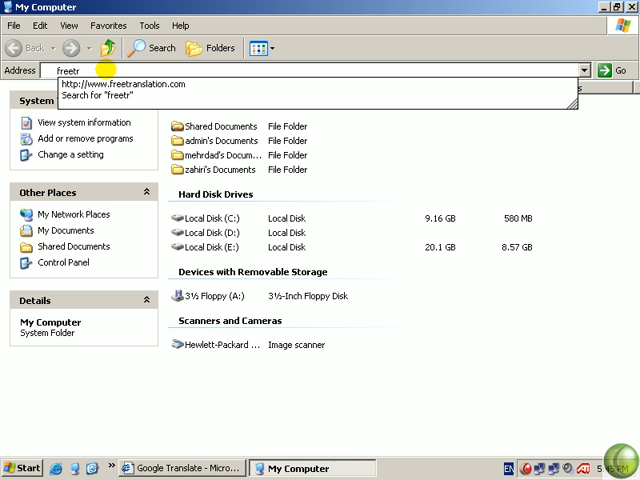 My Computer
File Edit View Favorites Tools Help
Back Search Folders
Address freetr Go
http://www.freetranslation.com
Search for "freetr"
System
View system information
Add or remove programs
Change a setting
Other Places
My Network Places
My Documents
Shared Documents
Control Panel
Details
My Computer
System Folder
Shared Documents File Folder
admin's Documents File Folder
mehrdad's Docum... File Folder
zahiri's Documents File Folder
Hard Disk Drives
Local Disk (C:) Local Disk 9.16 GB 580 MB
Local Disk (D:) Local Disk
Local Disk (E:) Local Disk 20.1 GB 8.57 GB
Devices with Removable Storage
3½ Floppy (A:) 3½-Inch Floppy Disk
Scanners and Cameras
Hewlett-Packard ... Image scanner
Start Google Translate - Micro... My Computer EN